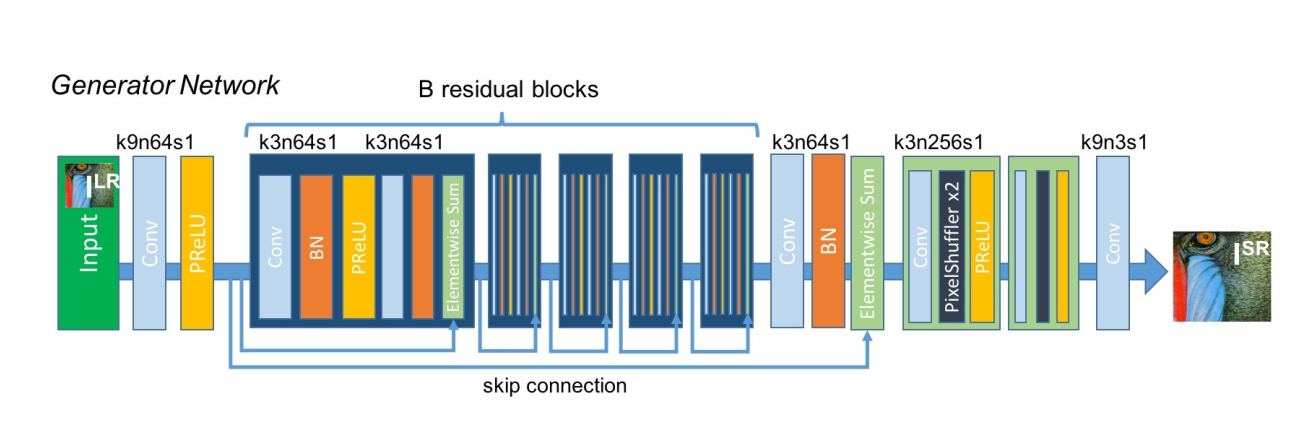 Generator Network
B residual blocks
k9n64s1
k3n64s1
k3n64s1
k3n64s1
k3n256s1
k9n3s1
Input
I LR
Conv
PReLU
Conv
BN
PReLU
Elementwise Sum
Conv
BN
Elementwise Sum
Conv
PixelShuffler x2
PReLU
Conv
I SR
skip connection